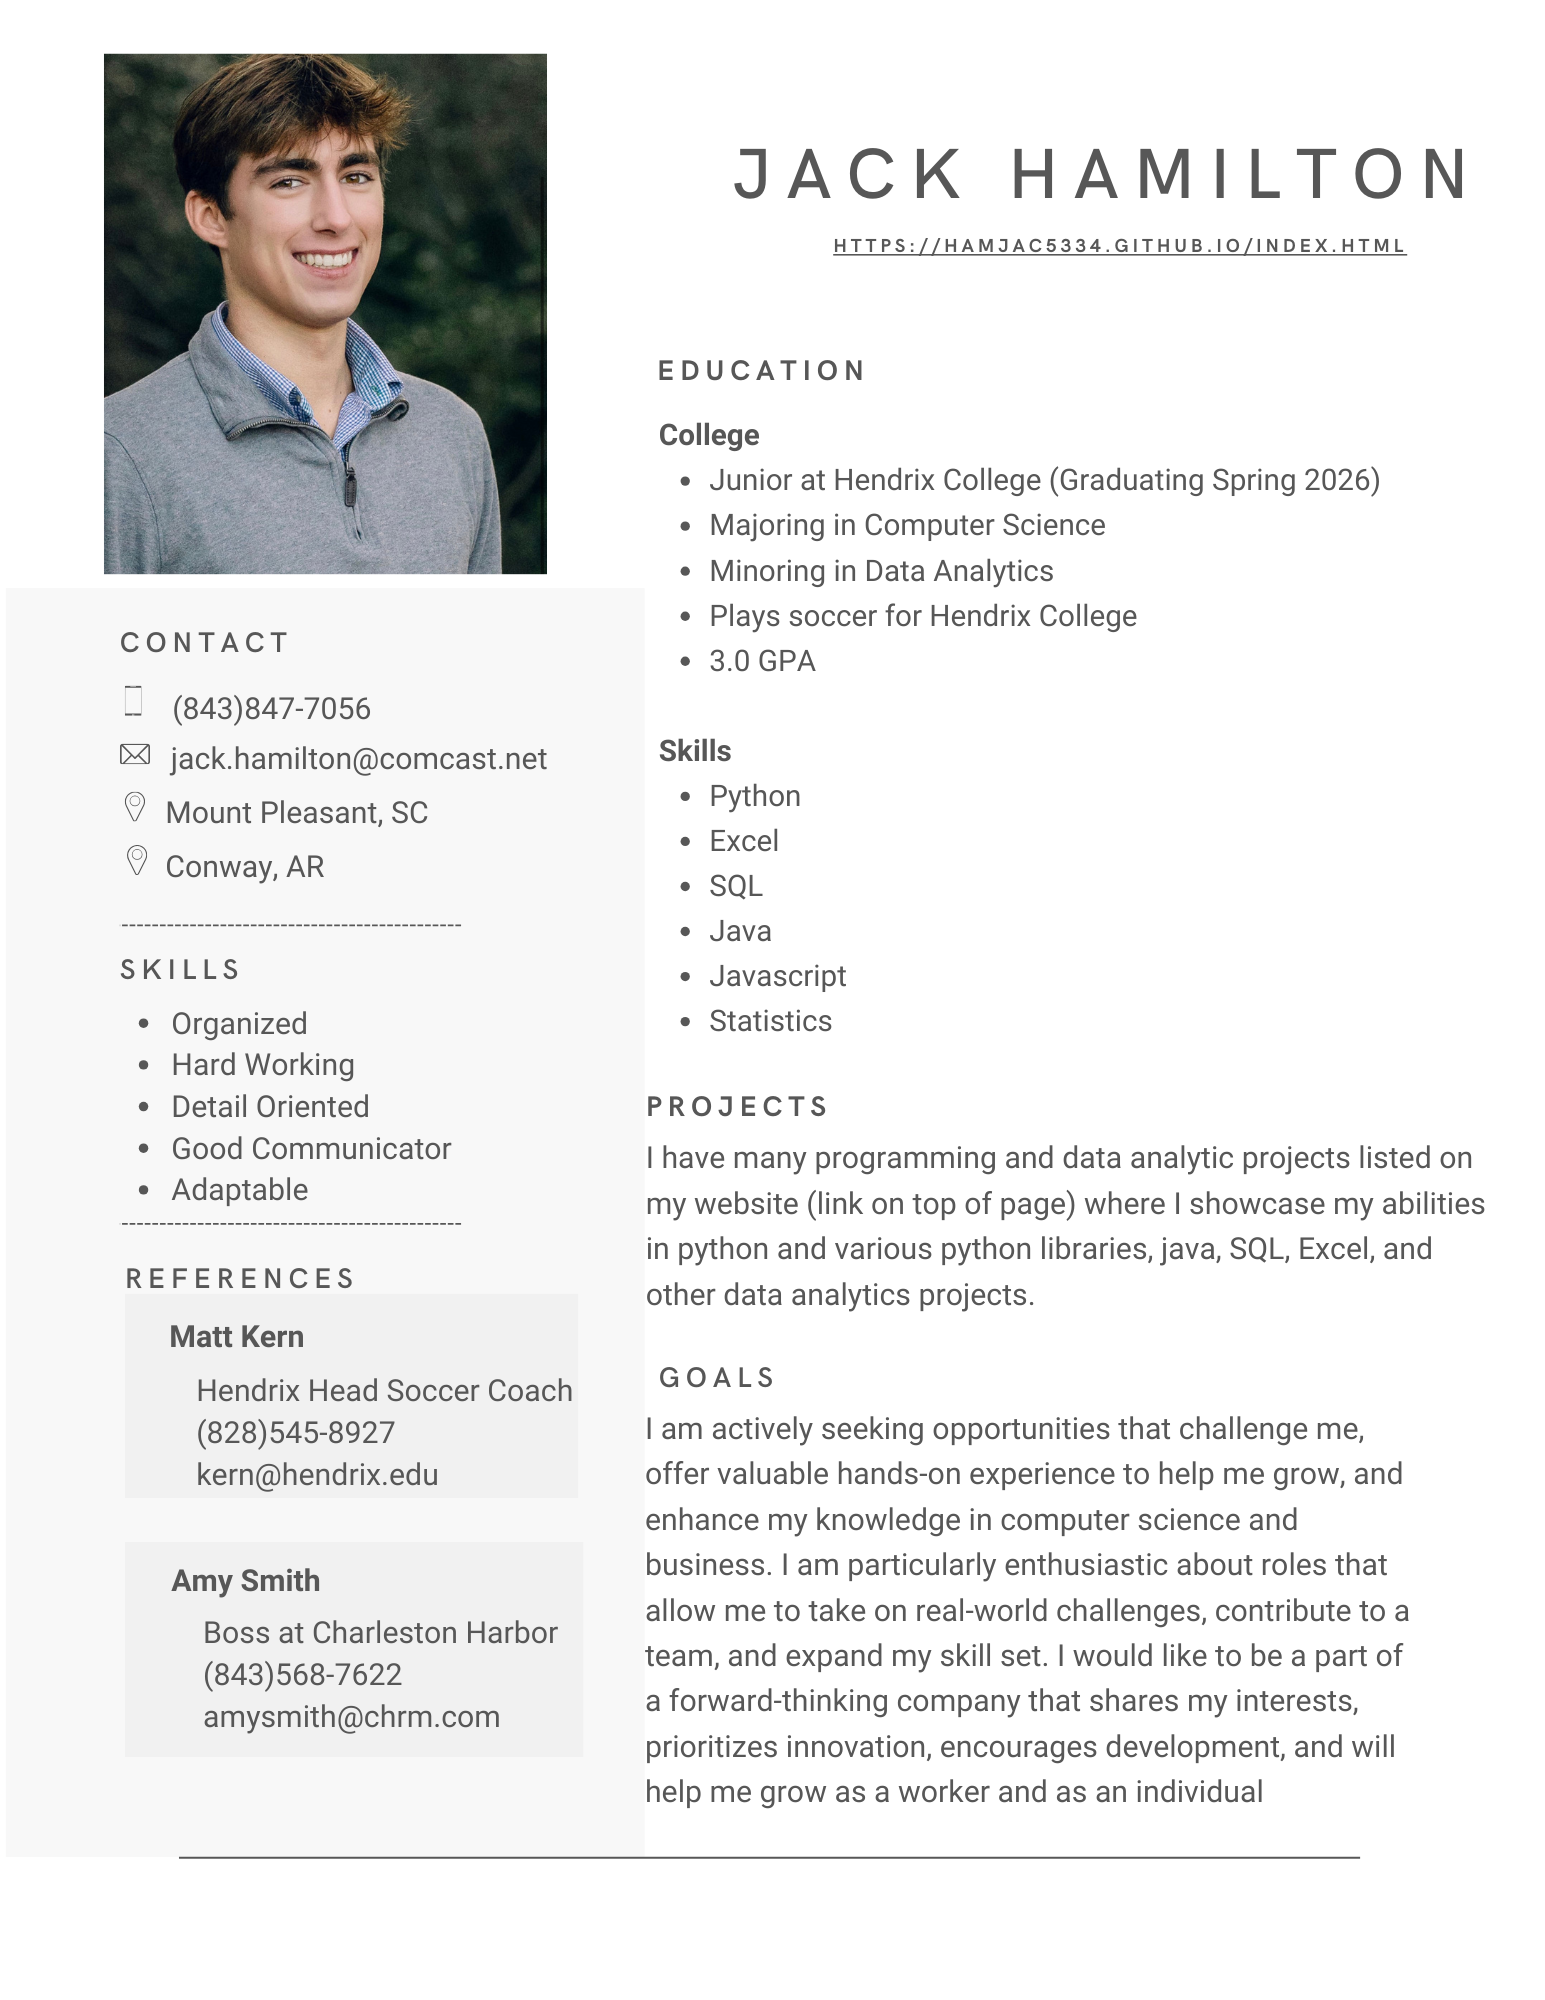 JACK HAMILTON
HTTPS://HAMJAC5334.GITHUB.IO/INDEX.HTML
CONTACT
(843)847-7056
jack.hamilton@comcast.net
Mount Pleasant, SC
Conway, AR
---------------------------------------------
SKILLS
• Organized
• Hard Working
• Detail Oriented
• Good Communicator
• Adaptable
---------------------------------------------
REFERENCES
Matt Kern
Hendrix Head Soccer Coach
(828)545-8927
kern@hendrix.edu
Amy Smith
Boss at Charleston Harbor
(843)568-7622
amysmith@chrm.com
EDUCATION
College
• Junior at Hendrix College (Graduating Spring 2026)
• Majoring in Computer Science
• Minoring in Data Analytics
• Plays soccer for Hendrix College
• 3.0 GPA
Skills
• Python
• Excel
• SQL
• Java
• Javascript
• Statistics
PROJECTS
I have many programming and data analytic projects listed on
my website (link on top of page) where I showcase my abilities
in python and various python libraries, java, SQL, Excel, and
other data analytics projects.
GOALS
I am actively seeking opportunities that challenge me,
offer valuable hands-on experience to help me grow, and
enhance my knowledge in computer science and
business. I am particularly enthusiastic about roles that
allow me to take on real-world challenges, contribute to a
team, and expand my skill set. I would like to be a part of
a forward-thinking company that shares my interests,
prioritizes innovation, encourages development, and will
help me grow as a worker and as an individual